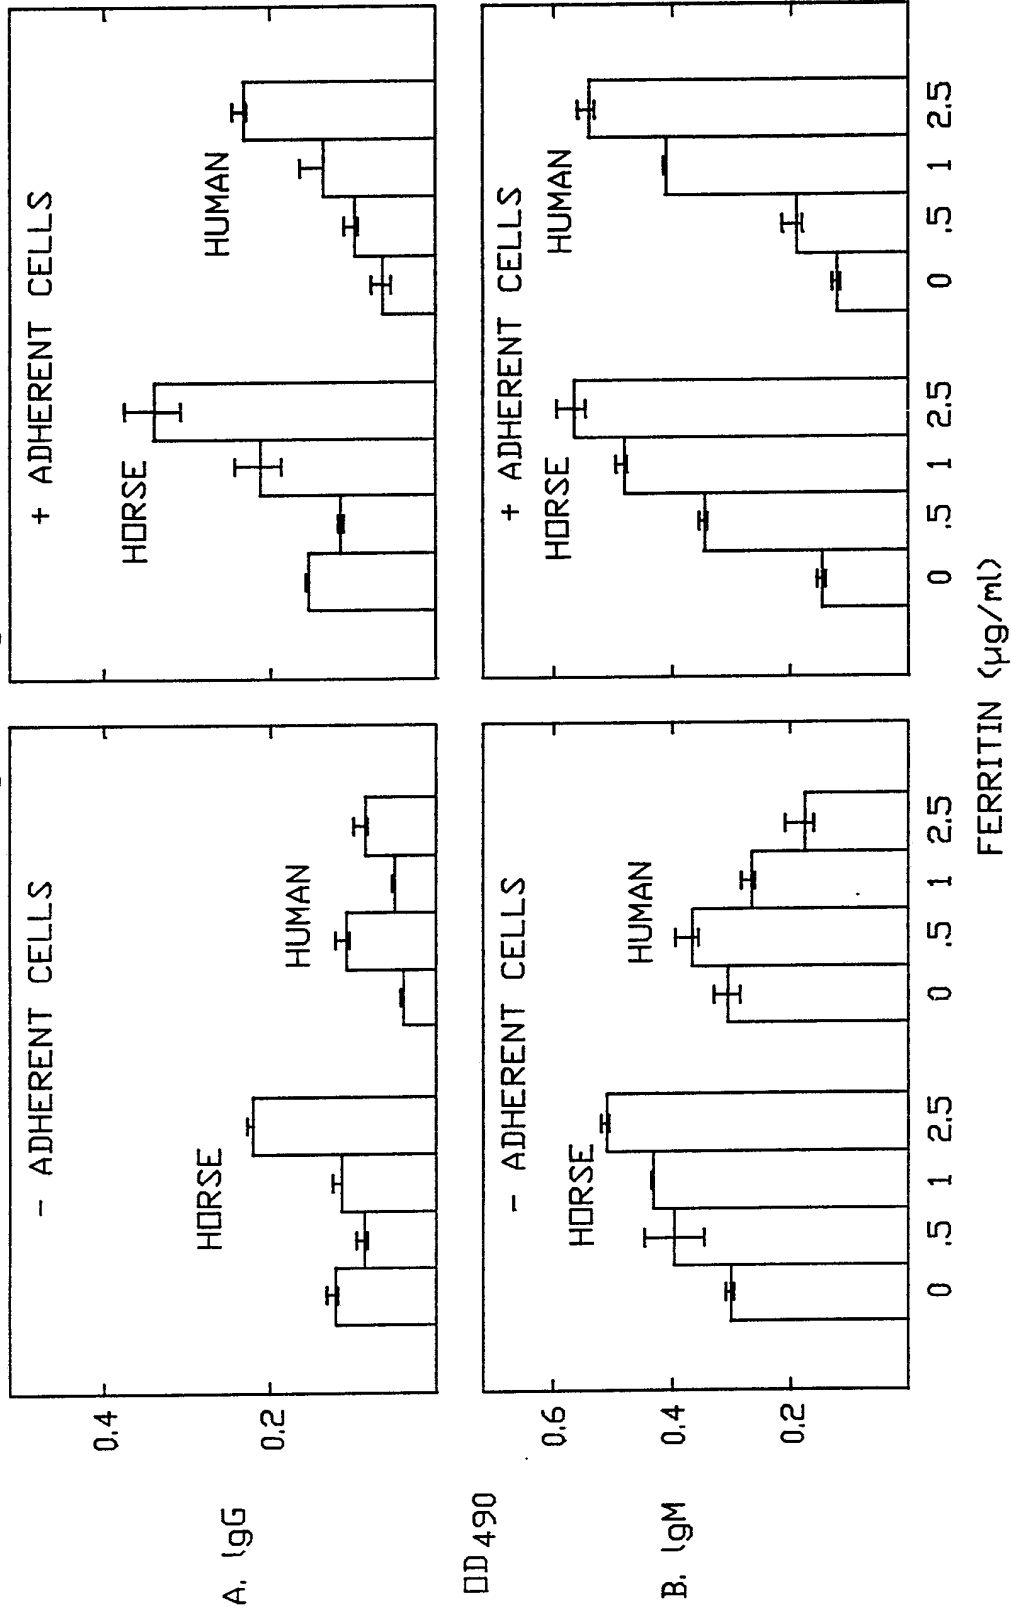 A. IgG
- ADHERENT CELLS
+ ADHERENT CELLS
HORSE
HUMAN
HORSE
HUMAN
0.4
0.2
OD490
B. IgM
- ADHERENT CELLS
+ ADHERENT CELLS
HORSE
HUMAN
HORSE
HUMAN
0.6
0.4
0.2
0 .5 1 2.5 0 .5 1 2.5 0 .5 1 2.5 0 .5 1 2.5
FERRITIN (µg/ml)